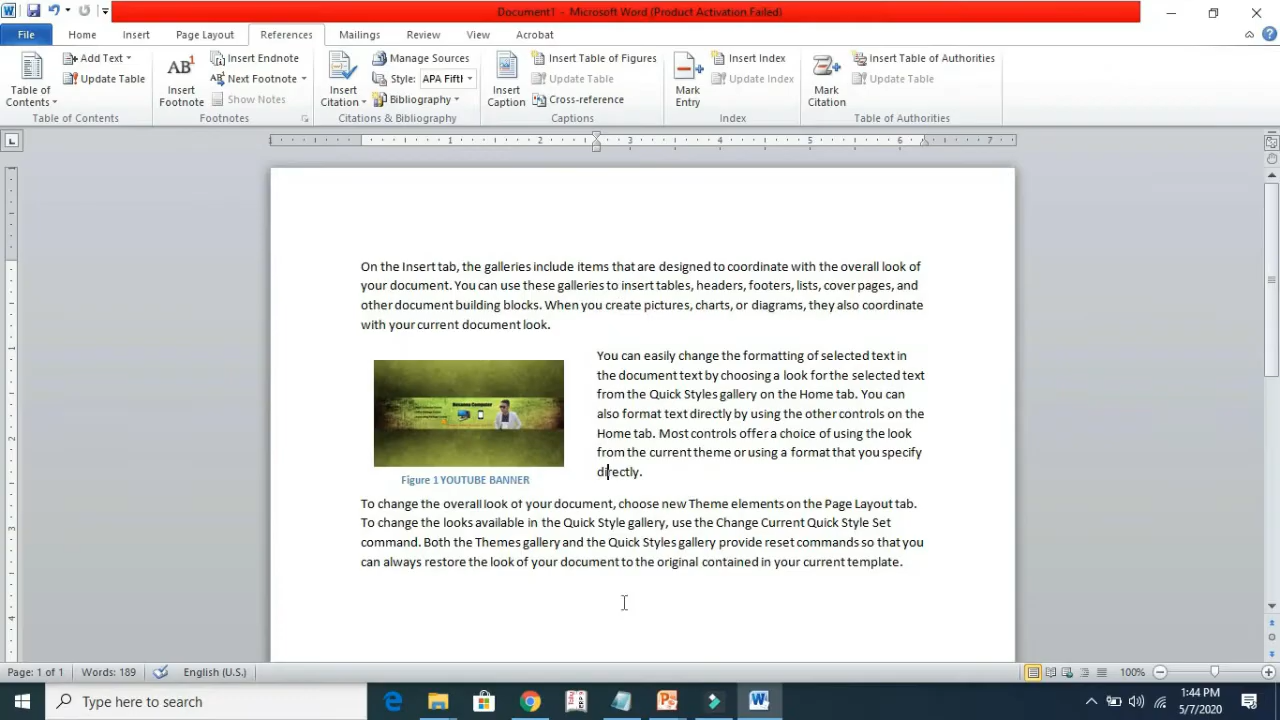 Document1 - Microsoft Word (Product Activation Failed)
File Home Insert Page Layout References Mailings Review View Acrobat
Table of Contents
Add Text
Update Table
Table of Contents
AB1
Insert Footnote
Insert Endnote
Next Footnote
Show Notes
Footnotes
Insert Citation
Manage Sources
Style: APA Fifth
Bibliography
Citations & Bibliography
Insert Caption
Insert Table of Figures
Update Table
Cross-reference
Captions
Mark Entry
Insert Index
Update Index
Index
Mark Citation
Insert Table of Authorities
Update Table
Table of Authorities
1 1 2 3 4 5 6 7
On the Insert tab, the galleries include items that are designed to coordinate with the overall look of
your document. You can use these galleries to insert tables, headers, footers, lists, cover pages, and
other document building blocks. When you create pictures, charts, or diagrams, they also coordinate
with your current document look.
You can easily change the formatting of selected text in
the document text by choosing a look for the selected text
from the Quick Styles gallery on the Home tab. You can
also format text directly by using the other controls on the
Home tab. Most controls offer a choice of using the look
from the current theme or using a format that you specify
directly.
Figure 1 YOUTUBE BANNER
To change the overall look of your document, choose new Theme elements on the Page Layout tab.
To change the looks available in the Quick Style gallery, use the Change Current Quick Style Set
command. Both the Themes gallery and the Quick Styles gallery provide reset commands so that you
can always restore the look of your document to the original contained in your current template.
Page: 1 of 1 Words: 189 English (U.S.) 100%
Type here to search
1:44 PM
5/7/2020